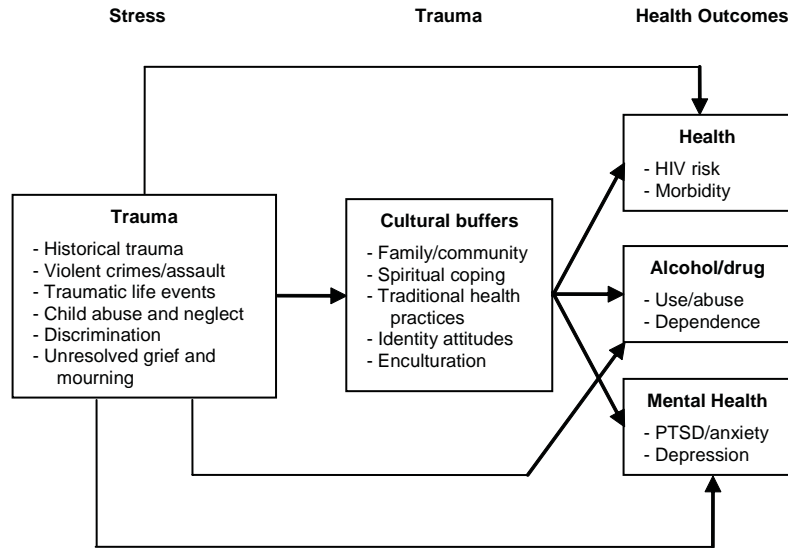 Stress
Trauma
Health Outcomes
Trauma
- Historical trauma
- Violent crimes/assault
- Traumatic life events
- Child abuse and neglect
- Discrimination
- Unresolved grief and
mourning
Cultural buffers
- Family/community
- Spiritual coping
- Traditional health
practices
- Identity attitudes
- Enculturation
Health
- HIV risk
- Morbidity
Alcohol/drug
- Use/abuse
- Dependence
Mental Health
- PTSD/anxiety
- Depression